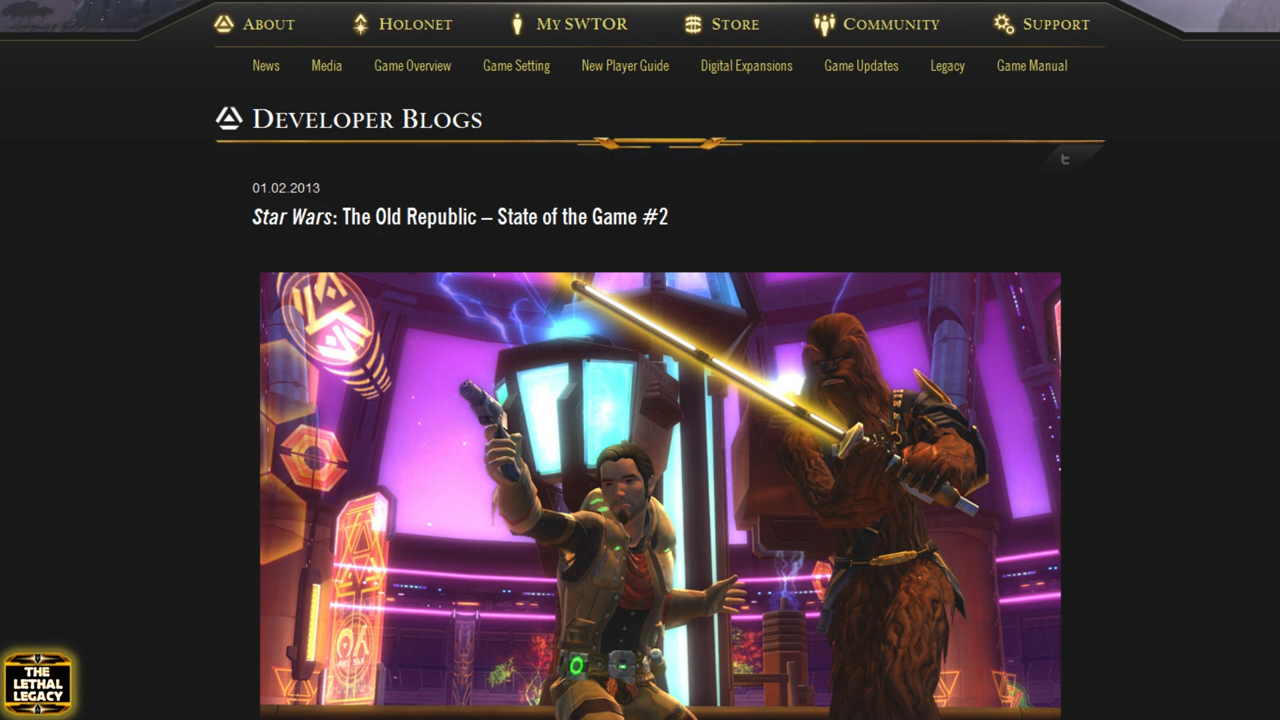 About Holonet My SWTOR Store Community Support
News Media Game Overview Game Setting New Player Guide Digital Expansions Game Updates Legacy Game Manual
Developer Blogs
01.02.2013
Star Wars: The Old Republic – State of the Game #2
THE
LETHAL
LEGACY